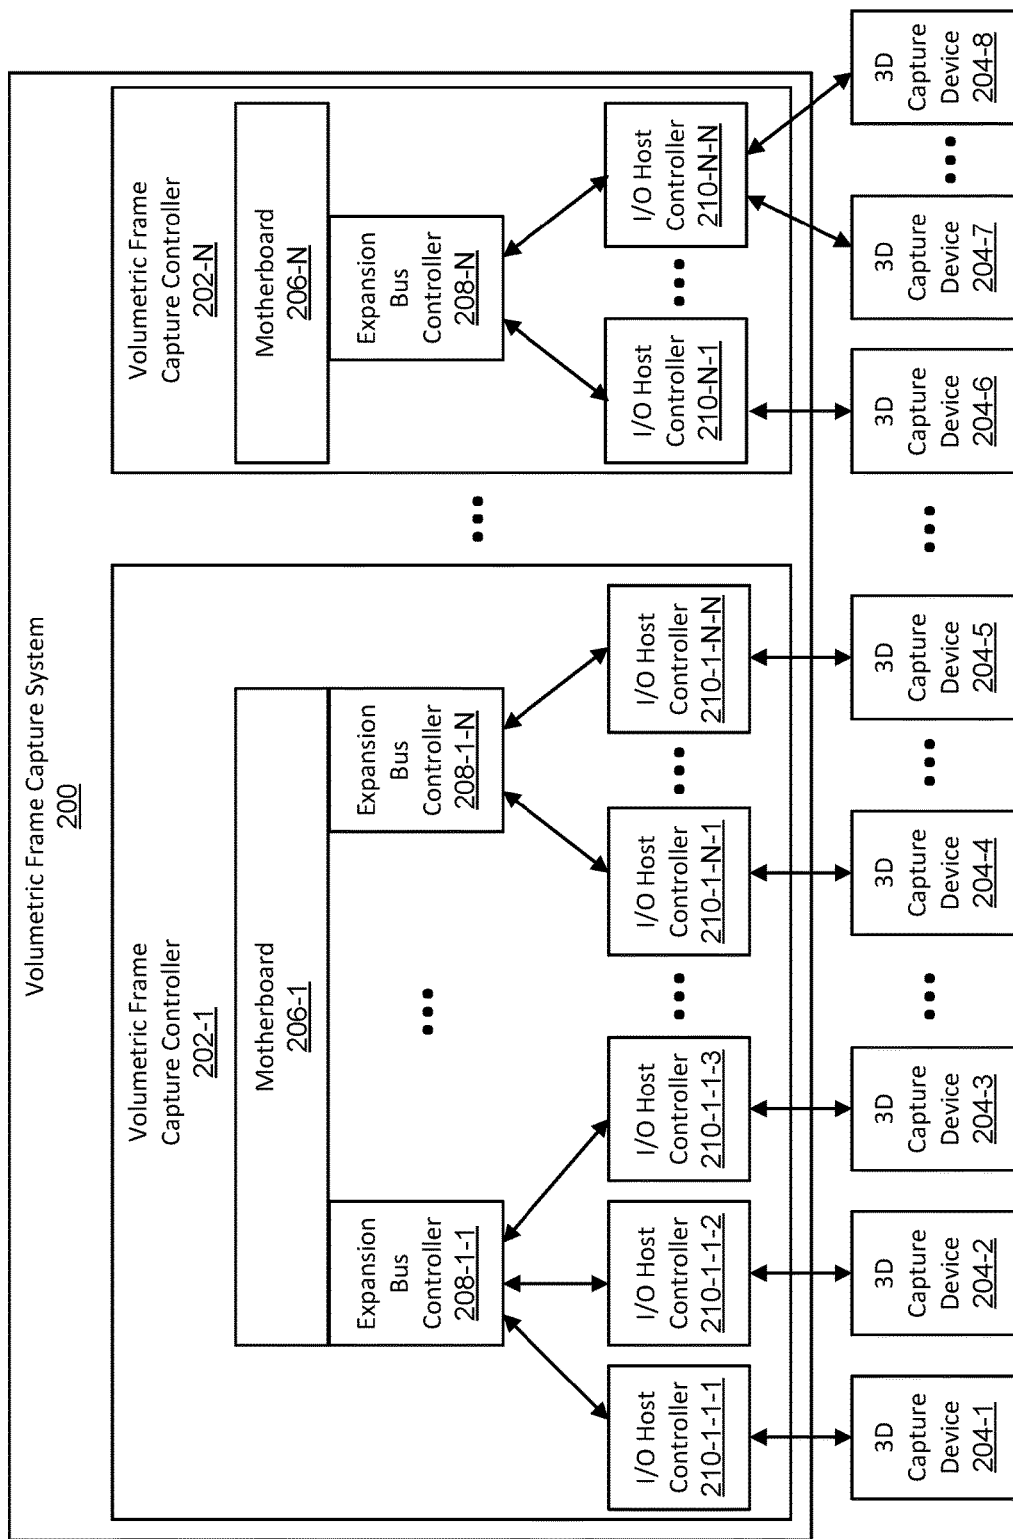 Volumetric Frame Capture System
200
Volumetric Frame
Capture Controller
202-1
Motherboard
206-1
Expansion
Bus
Controller
208-1-1
Expansion
Bus
Controller
208-1-N
I/O Host
Controller
210-1-1-1
I/O Host
Controller
210-1-1-2
I/O Host
Controller
210-1-1-3
I/O Host
Controller
210-1-N-1
I/O Host
Controller
210-1-N-N
Volumetric Frame
Capture Controller
202-N
Motherboard
206-N
Expansion
Bus
Controller
208-N
I/O Host
Controller
210-N-1
I/O Host
Controller
210-N-N
3D
Capture
Device
204-1
3D
Capture
Device
204-2
3D
Capture
Device
204-3
3D
Capture
Device
204-4
3D
Capture
Device
204-5
3D
Capture
Device
204-6
3D
Capture
Device
204-7
3D
Capture
Device
204-8